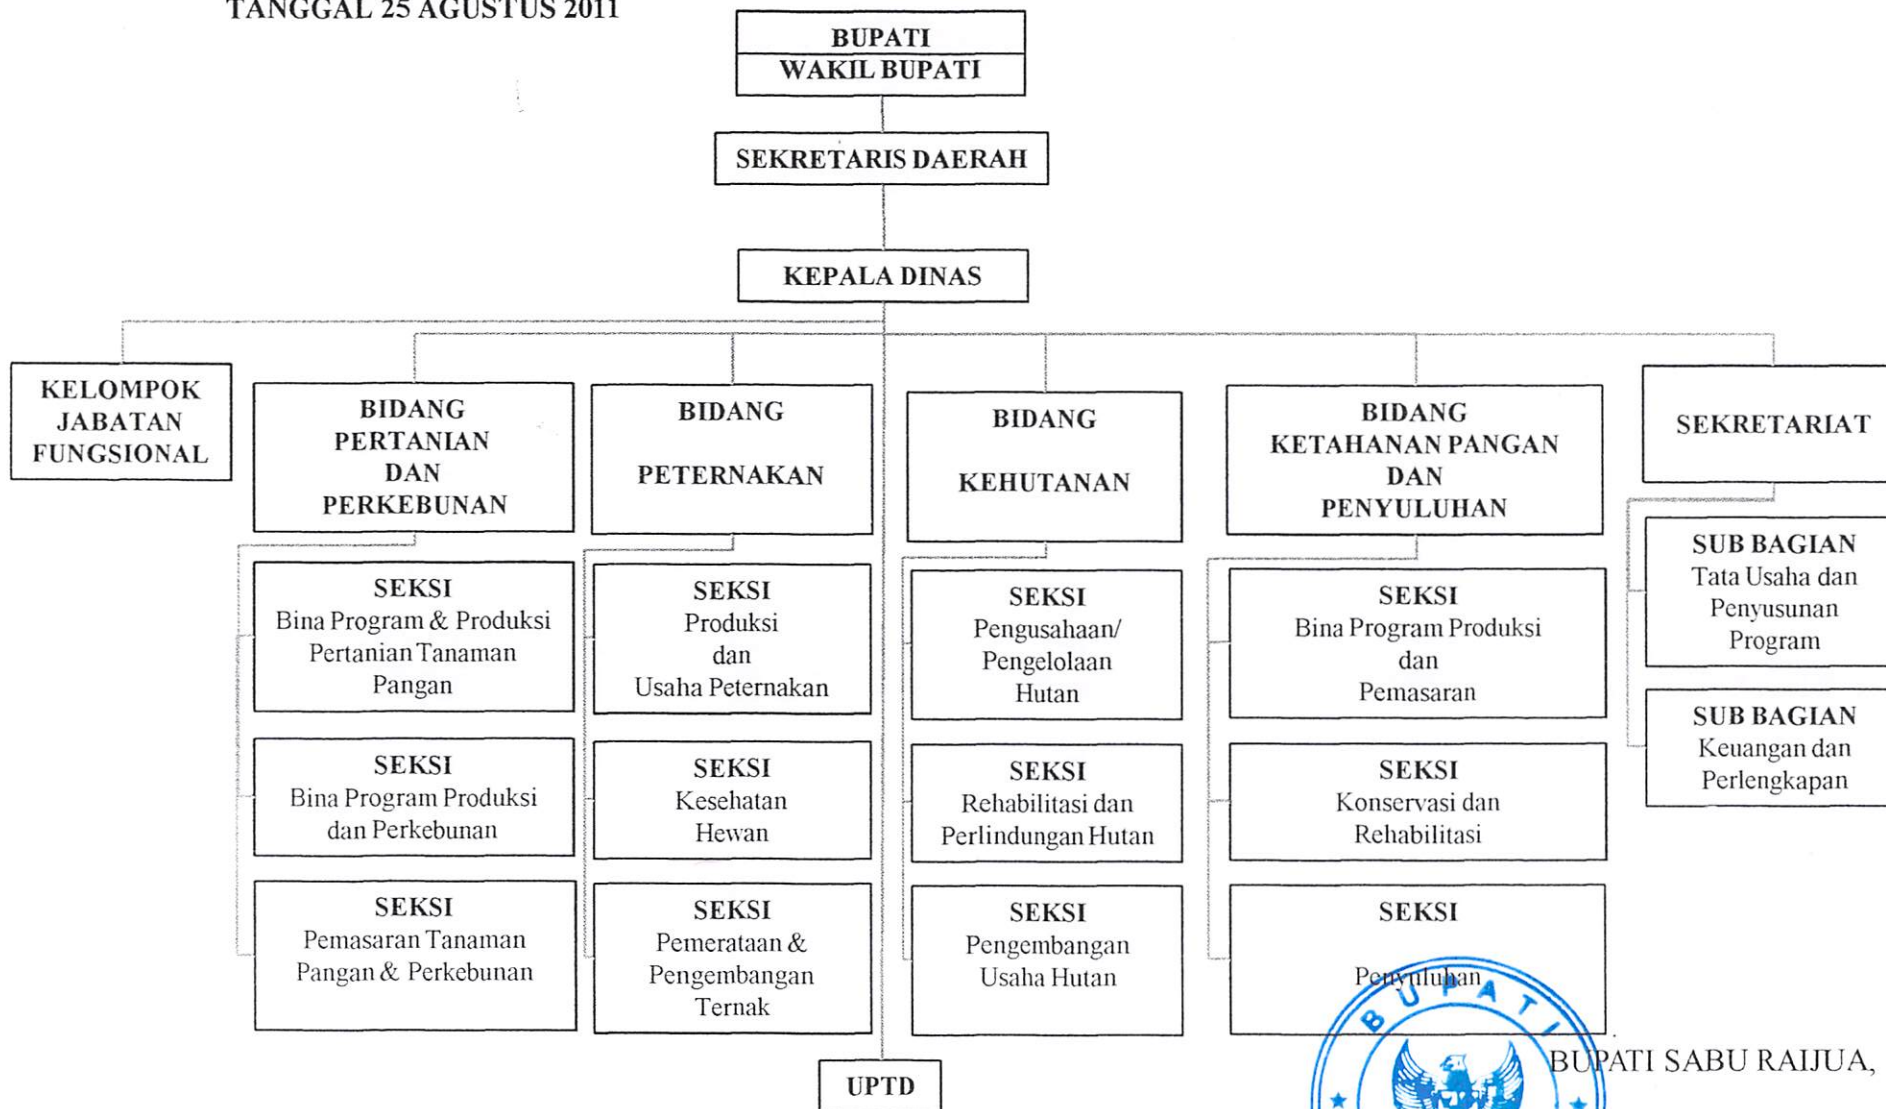 TANGGAL 25 AGUSTUS 2011
BUPATI
WAKIL BUPATI
SEKRETARIS DAERAH
KEPALA DINAS
KELOMPOK
JABATAN
FUNGSIONAL
BIDANG
PERTANIAN
DAN
PERKEBUNAN
SEKSI
Bina Program & Produksi
Pertanian Tanaman
Pangan
SEKSI
Bina Program Produksi
dan Perkebunan
SEKSI
Pemasaran Tanaman
Pangan & Perkebunan
BIDANG
PETERNAKAN
SEKSI
Produksi
dan
Usaha Peternakan
SEKSI
Kesehatan
Hewan
SEKSI
Pemerataan &
Pengembangan
Ternak
BIDANG
KEHUTANAN
SEKSI
Pengusahaan/
Pengelolaan
Hutan
SEKSI
Rehabilitasi dan
Perlindungan Hutan
SEKSI
Pengembangan
Usaha Hutan
BIDANG
KETAHANAN PANGAN
DAN
PENYULUHAN
SEKSI
Bina Program Produksi
dan
Pemasaran
SEKSI
Konservasi dan
Rehabilitasi
SEKSI
Penyuluhan
SEKRETARIAT
SUB BAGIAN
Tata Usaha dan
Penyusunan
Program
SUB BAGIAN
Keuangan dan
Perlengkapan
UPTD
BUPATI
BUPATI SABU RAIJUA,